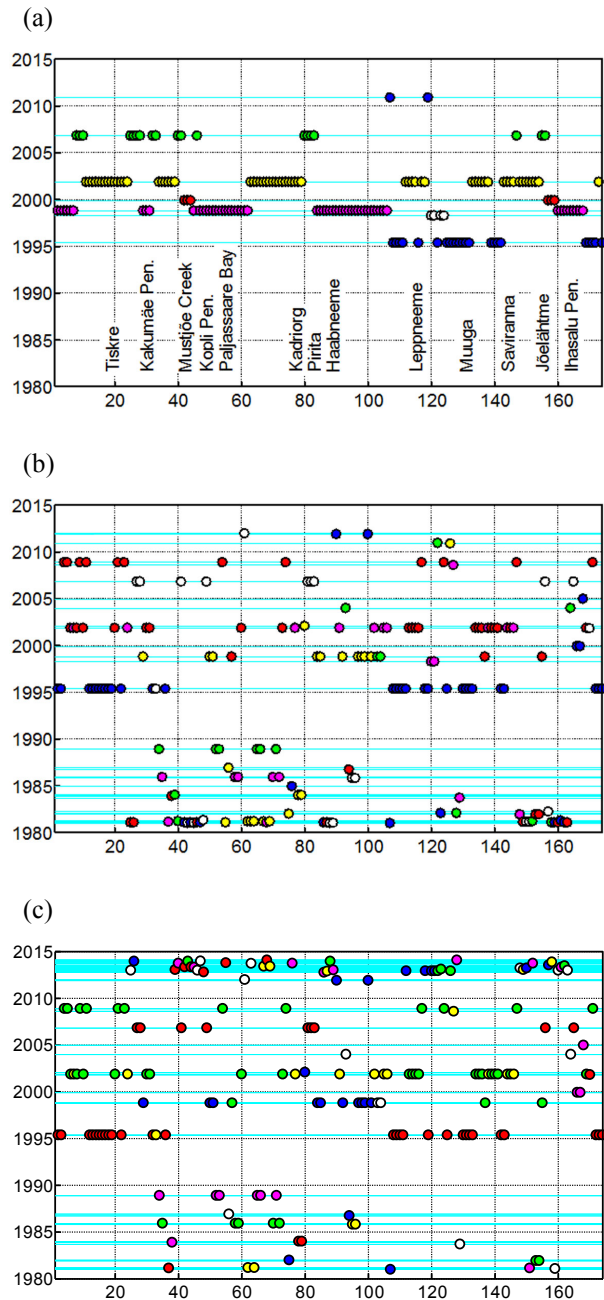 (a)
2015
2010
2005
2000
1995
1990
1985
1980
Tiskre
Kakumäe Pen.
Mustjõe Creek
Kopli Pen.
Paljassaare Bay
Kadriorg
Pirita
Haabneeme
Leppneeme
Muuga
Saviranna
Jõelähtme
Ihasalu Pen.
20 40 60 80 100 120 140 160
(b)
2015
2010
2005
2000
1995
1990
1985
1980
20 40 60 80 100 120 140 160
(c)
2015
2010
2005
2000
1995
1990
1985
1980
20 40 60 80 100 120 140 160